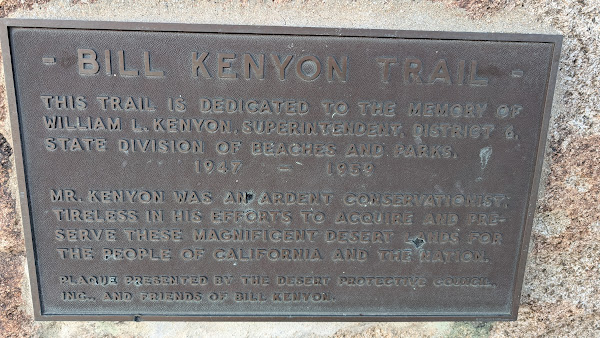 - BILL KENYON TRAIL -
THIS TRAIL IS DEDICATED TO THE MEMORY OF
WILLIAM L. KENYON, SUPERINTENDENT, DISTRICT 6,
STATE DIVISION OF BEACHES AND PARKS.
1947 - 1959
MR. KENYON WAS AN ARDENT CONSERVATIONIST,
TIRELESS IN HIS EFFORTS TO ACQUIRE AND PRE-
SERVE THESE MAGNIFICENT DESERT LANDS FOR
THE PEOPLE OF CALIFORNIA AND THE NATION.
PLAQUE PRESENTED BY THE DESERT PROTECTIVE COUNCIL,
INC., AND FRIENDS OF BILL KENYON.